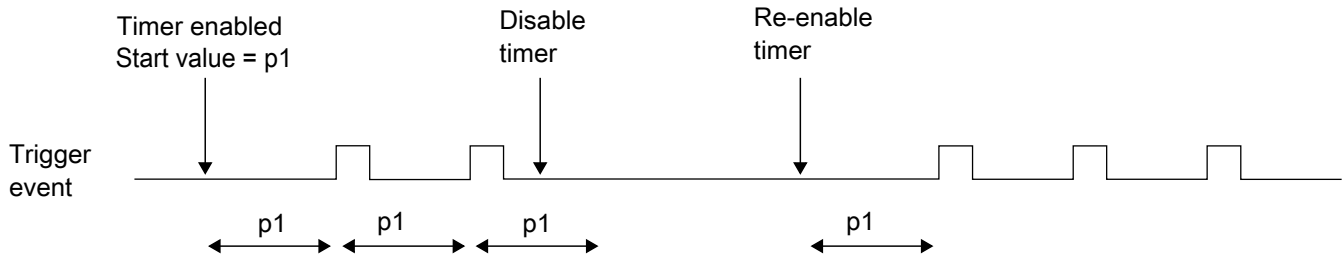 Timer enabled
Start value = p1
Disable
timer
Re-enable
timer
Trigger
event
p1
p1
p1
p1